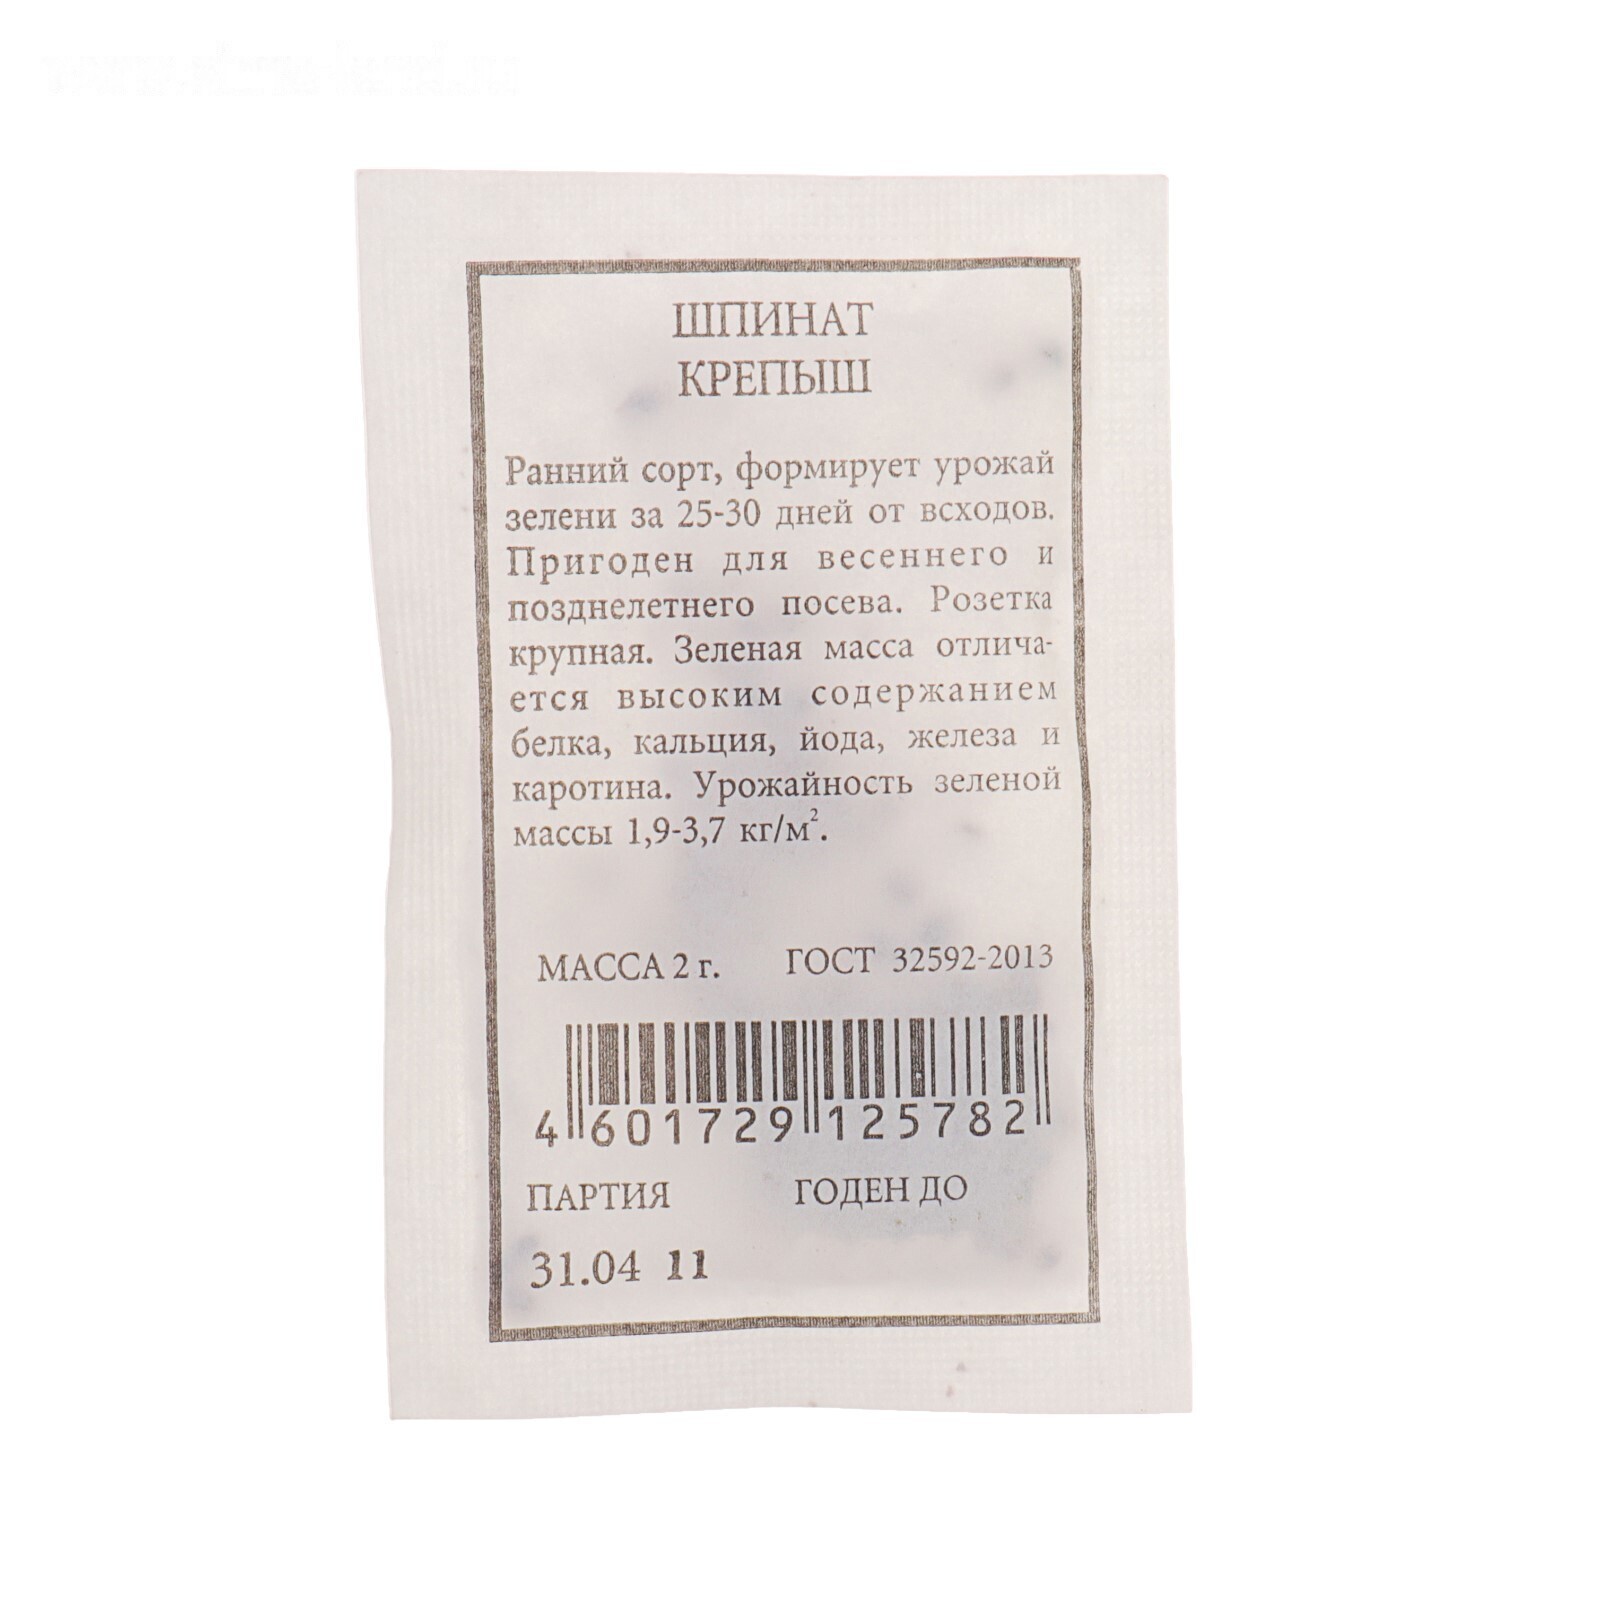 ШПИНАТ
КРЕПЫШ
Ранний сорт, формирует урожай
зелени за 25-30 дней от всходов.
Пригоден для весеннего и
позднелетнего посева. Розетка
крупная. Зеленая масса отлича-
ется высоким содержанием
белка, кальция, йода, железа и
каротина. Урожайность зеленой
массы 1,9-3,7 кг/м².
МАССА 2 г. ГОСТ 32592-2013
4 601729 125782
ПАРТИЯ ГОДЕН ДО
31.04 11